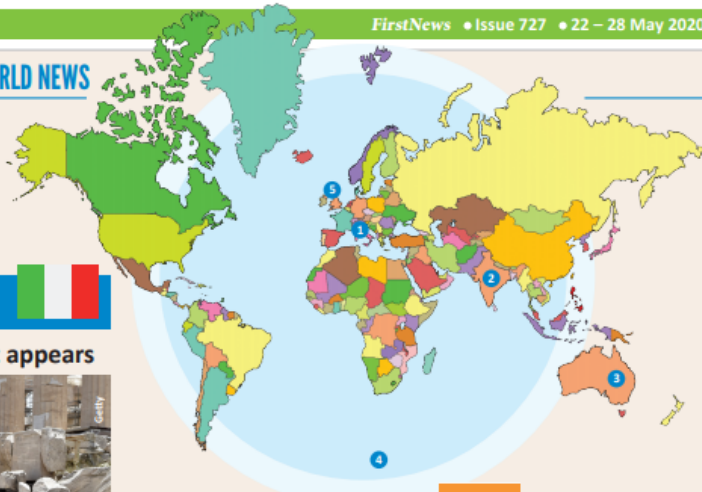 FirstNews • Issue 727 • 22 – 28 May 2020
RLD NEWS
5
1
2
3
4
appears
Getty